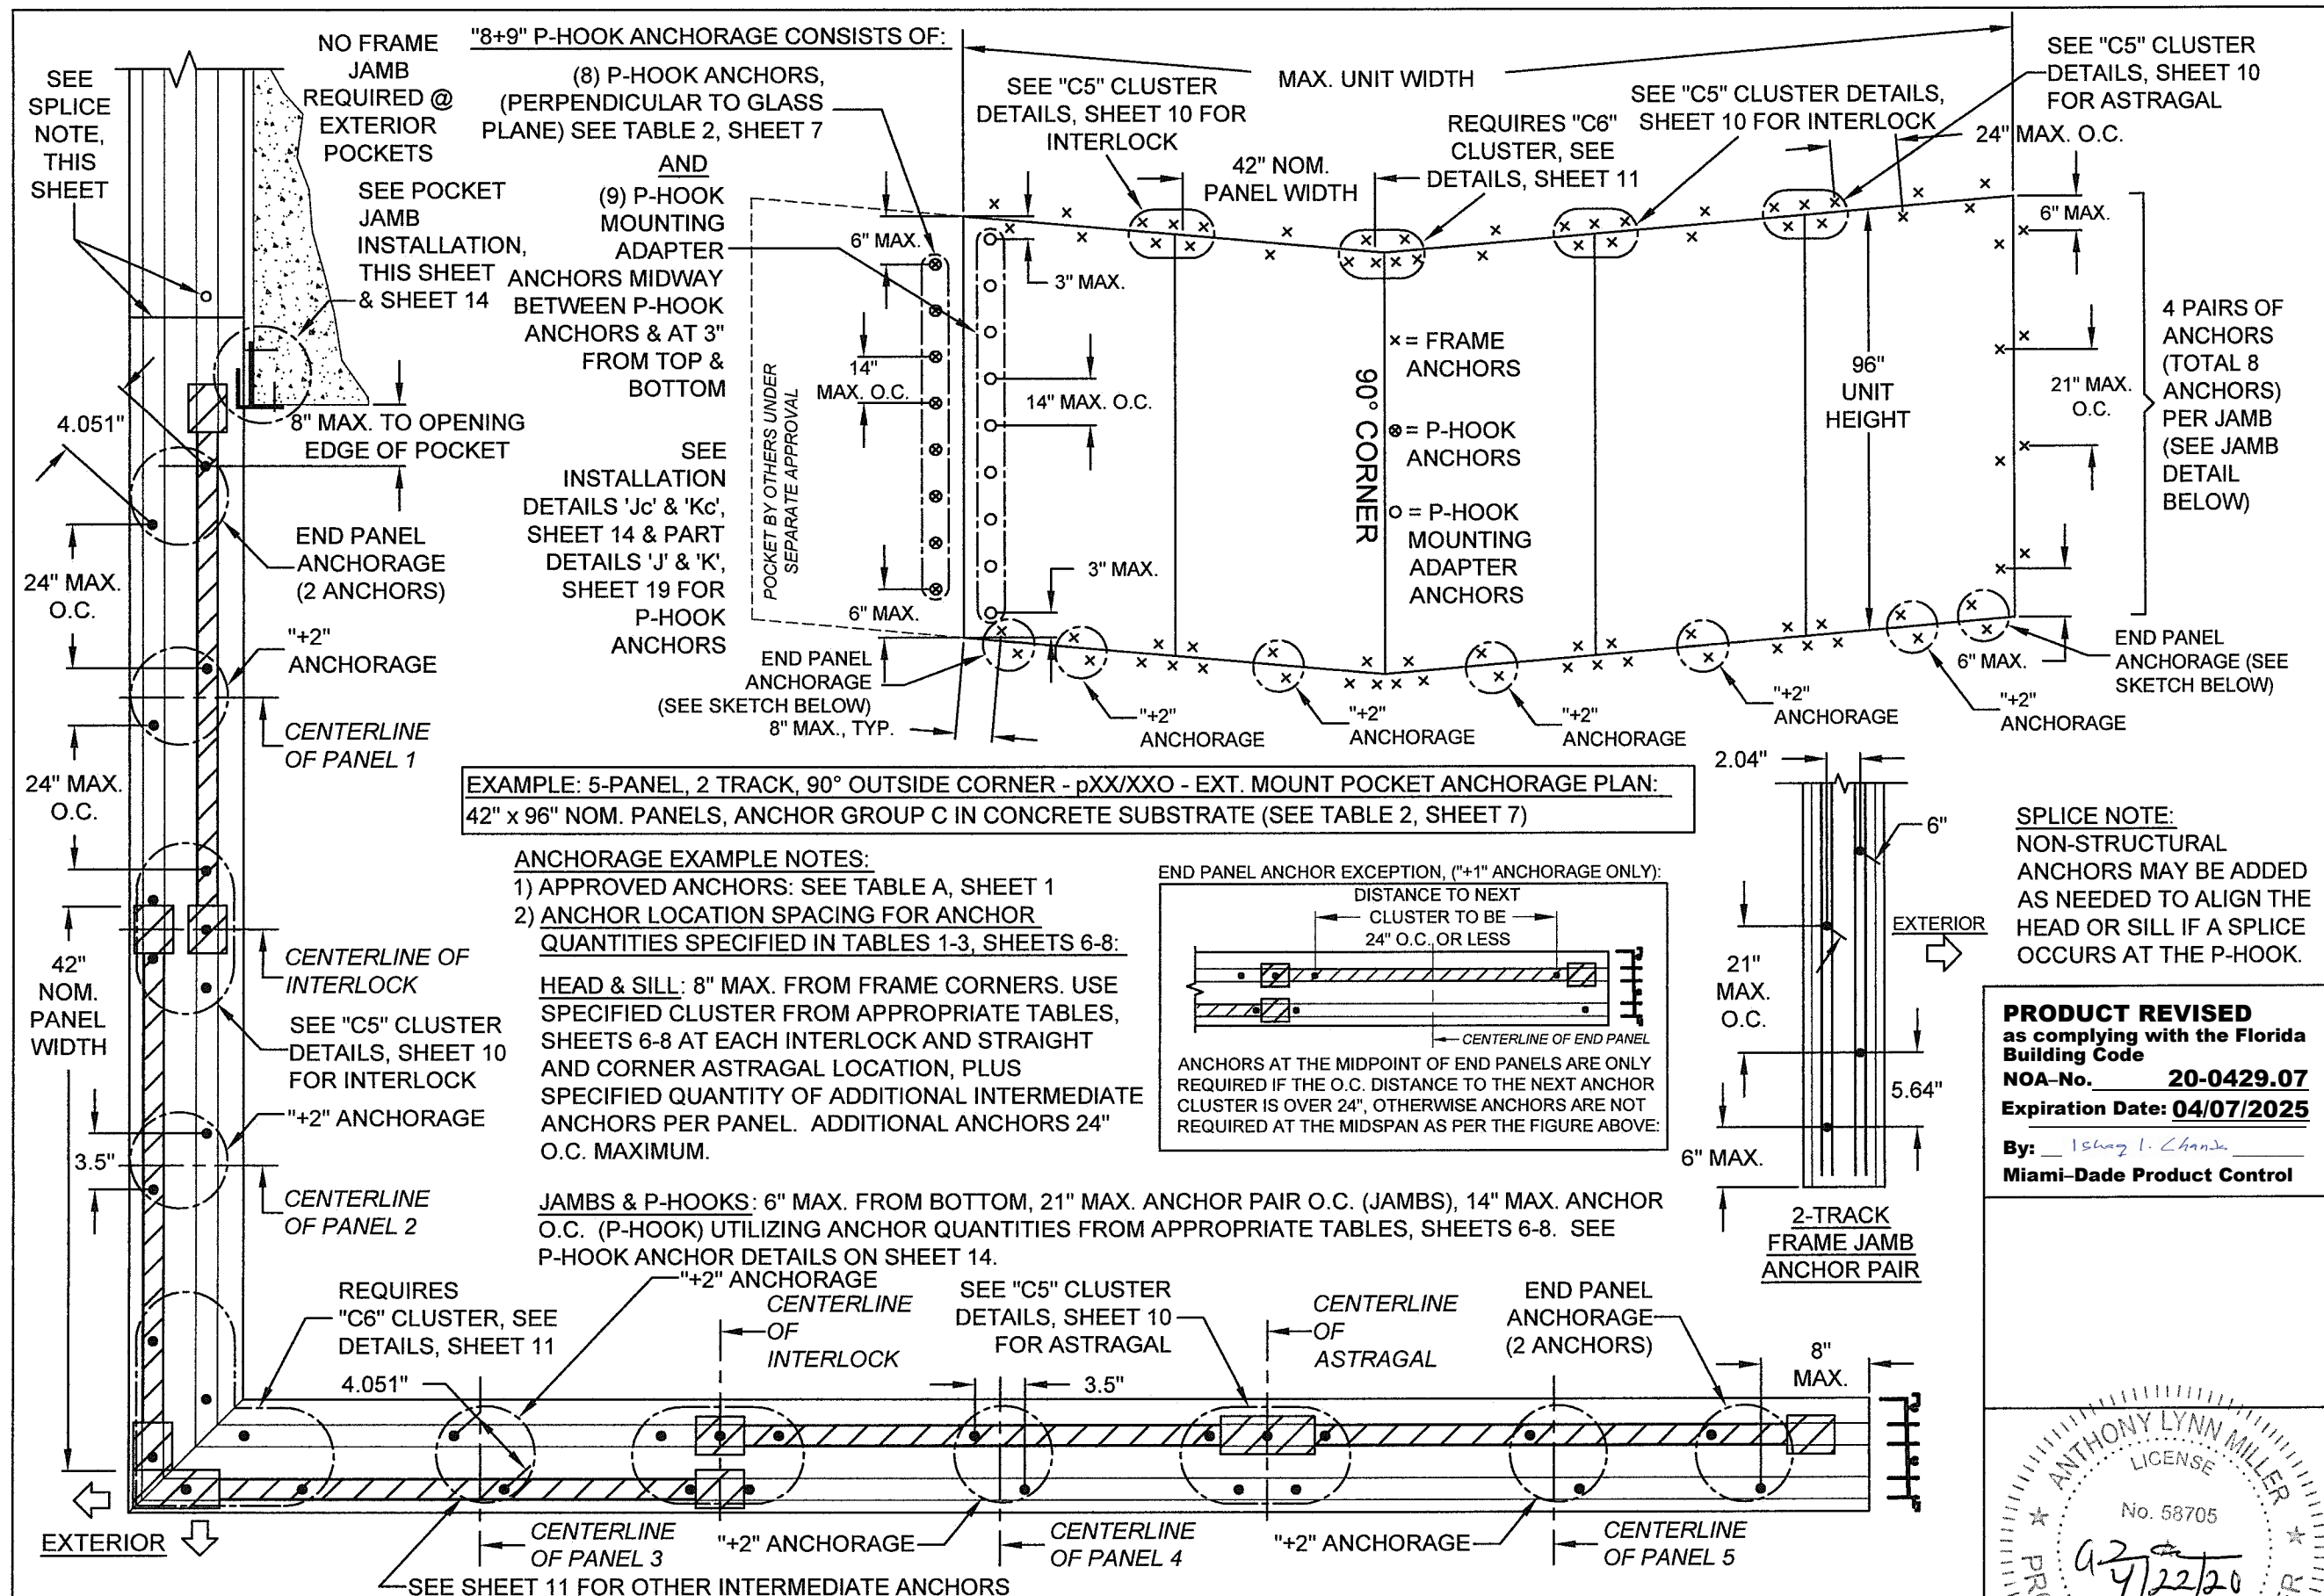 NO FRAME
JAMB
REQUIRED @
EXTERIOR
POCKETS
SEE
SPLICE
NOTE,
THIS
SHEET
SEE POCKET
JAMB
INSTALLATION,
THIS SHEET
& SHEET 14
4.051"
8" MAX. TO OPENING
EDGE OF POCKET
END PANEL
ANCHORAGE
(2 ANCHORS)
24" MAX.
O.C.
"+2"
ANCHORAGE
CENTERLINE
OF PANEL 1
24" MAX.
O.C.
42"
NOM.
PANEL
WIDTH
CENTERLINE OF
INTERLOCK
SEE "C5" CLUSTER
DETAILS, SHEET 10
FOR INTERLOCK
"+2" ANCHORAGE
3.5"
CENTERLINE
OF PANEL 2
"8+9" P-HOOK ANCHORAGE CONSISTS OF:
(8) P-HOOK ANCHORS,
(PERPENDICULAR TO GLASS
PLANE) SEE TABLE 2, SHEET 7
AND
(9) P-HOOK
MOUNTING
ADAPTER
ANCHORS MIDWAY
BETWEEN P-HOOK
ANCHORS & AT 3"
FROM TOP &
BOTTOM
SEE
INSTALLATION
DETAILS 'Jc' & 'Kc',
SHEET 14 & PART
DETAILS 'J' & 'K',
SHEET 19 FOR
P-HOOK
ANCHORS
POCKET BY OTHERS UNDER
SEPARATE APPROVAL
6" MAX.
14"
MAX. O.C.
6" MAX.
3" MAX.
14" MAX. O.C.
3" MAX.
MAX. UNIT WIDTH
SEE "C5" CLUSTER
DETAILS, SHEET 10 FOR
INTERLOCK
42" NOM.
PANEL WIDTH
REQUIRES "C6"
CLUSTER, SEE
DETAILS, SHEET 11
SEE "C5" CLUSTER DETAILS,
SHEET 10 FOR INTERLOCK
SEE "C5" CLUSTER
DETAILS, SHEET 10
FOR ASTRAGAL
24" MAX. O.C.
6" MAX.
90° CORNER
x = FRAME
ANCHORS
⊗ = P-HOOK
ANCHORS
o = P-HOOK
MOUNTING
ADAPTER
ANCHORS
96"
UNIT
HEIGHT
21" MAX.
O.C.
4 PAIRS OF
ANCHORS
(TOTAL 8
ANCHORS)
PER JAMB
(SEE JAMB
DETAIL
BELOW)
6" MAX.
END PANEL
ANCHORAGE
(SEE SKETCH BELOW)
8" MAX., TYP.
"+2"
ANCHORAGE
"+2"
ANCHORAGE
"+2"
ANCHORAGE
"+2"
ANCHORAGE
"+2"
ANCHORAGE
END PANEL
ANCHORAGE (SEE
SKETCH BELOW)
EXAMPLE: 5-PANEL, 2 TRACK, 90° OUTSIDE CORNER - pXX/XXO - EXT. MOUNT POCKET ANCHORAGE PLAN:
42" x 96" NOM. PANELS, ANCHOR GROUP C IN CONCRETE SUBSTRATE (SEE TABLE 2, SHEET 7)
ANCHORAGE EXAMPLE NOTES:
1) APPROVED ANCHORS: SEE TABLE A, SHEET 1
2) ANCHOR LOCATION SPACING FOR ANCHOR
QUANTITIES SPECIFIED IN TABLES 1-3, SHEETS 6-8:
HEAD & SILL: 8" MAX. FROM FRAME CORNERS. USE
SPECIFIED CLUSTER FROM APPROPRIATE TABLES,
SHEETS 6-8 AT EACH INTERLOCK AND STRAIGHT
AND CORNER ASTRAGAL LOCATION, PLUS
SPECIFIED QUANTITY OF ADDITIONAL INTERMEDIATE
ANCHORS PER PANEL. ADDITIONAL ANCHORS 24"
O.C. MAXIMUM.
JAMBS & P-HOOKS: 6" MAX. FROM BOTTOM, 21" MAX. ANCHOR PAIR O.C. (JAMBS), 14" MAX. ANCHOR
O.C. (P-HOOK) UTILIZING ANCHOR QUANTITIES FROM APPROPRIATE TABLES, SHEETS 6-8. SEE
P-HOOK ANCHOR DETAILS ON SHEET 14.
END PANEL ANCHOR EXCEPTION, ("+1" ANCHORAGE ONLY):
DISTANCE TO NEXT
CLUSTER TO BE
24" O.C. OR LESS
CENTERLINE OF END PANEL
ANCHORS AT THE MIDPOINT OF END PANELS ARE ONLY
REQUIRED IF THE O.C. DISTANCE TO THE NEXT ANCHOR
CLUSTER IS OVER 24", OTHERWISE ANCHORS ARE NOT
REQUIRED AT THE MIDSPAN AS PER THE FIGURE ABOVE:
2.04"
6"
EXTERIOR
21"
MAX.
O.C.
5.64"
6" MAX.
2-TRACK
FRAME JAMB
ANCHOR PAIR
SPLICE NOTE:
NON-STRUCTURAL
ANCHORS MAY BE ADDED
AS NEEDED TO ALIGN THE
HEAD OR SILL IF A SPLICE
OCCURS AT THE P-HOOK.
PRODUCT REVISED
as complying with the Florida
Building Code
NOA-No. 20-0429.07
Expiration Date: 04/07/2025
By: Ishaq I. Chanda
Miami-Dade Product Control
REQUIRES
"C6" CLUSTER, SEE
DETAILS, SHEET 11
4.051"
"+2" ANCHORAGE
CENTERLINE
OF
INTERLOCK
SEE "C5" CLUSTER
DETAILS, SHEET 10
FOR ASTRAGAL
3.5"
CENTERLINE
OF
ASTRAGAL
END PANEL
ANCHORAGE
(2 ANCHORS)
8"
MAX.
EXTERIOR
CENTERLINE
OF PANEL 3
"+2" ANCHORAGE
CENTERLINE
OF PANEL 4
"+2" ANCHORAGE
CENTERLINE
OF PANEL 5
SEE SHEET 11 FOR OTHER INTERMEDIATE ANCHORS
ANTHONY LYNN MILLER
LICENSE
No. 58705
4/22/20